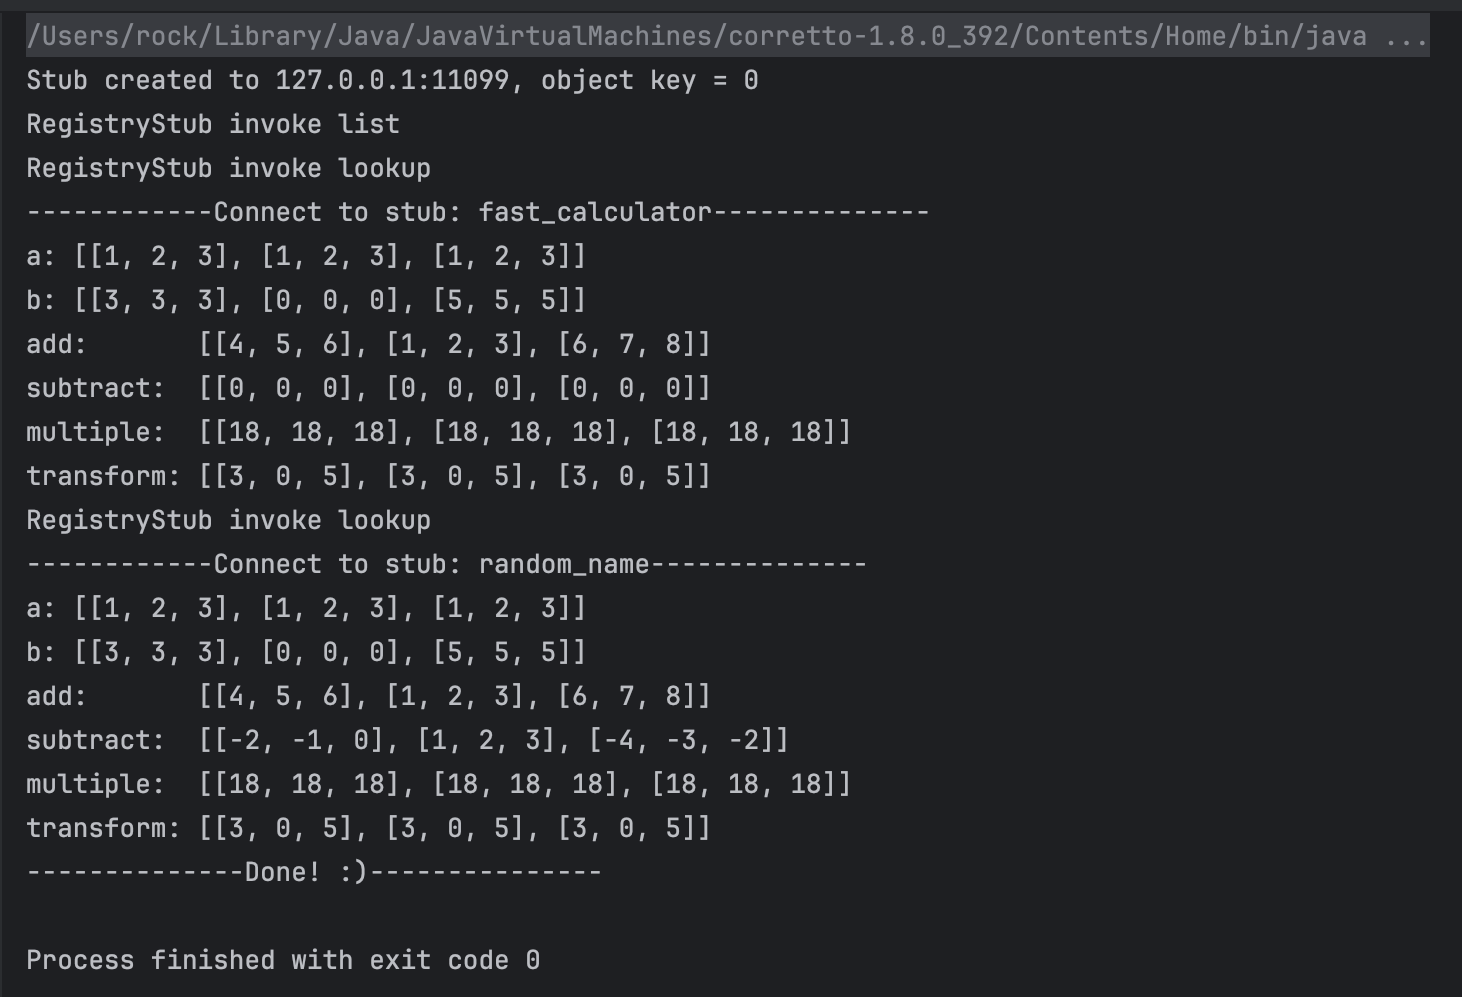 /Users/rock/Library/Java/JavaVirtualMachines/corretto-1.8.0_392/Contents/Home/bin/java ...
Stub created to 127.0.0.1:11099, object key = 0
RegistryStub invoke list
RegistryStub invoke lookup
------------Connect to stub: fast_calculator--------------
a: [[1, 2, 3], [1, 2, 3], [1, 2, 3]]
b: [[3, 3, 3], [0, 0, 0], [5, 5, 5]]
add:       [[4, 5, 6], [1, 2, 3], [6, 7, 8]]
subtract:  [[0, 0, 0], [0, 0, 0], [0, 0, 0]]
multiple:  [[18, 18, 18], [18, 18, 18], [18, 18, 18]]
transform: [[3, 0, 5], [3, 0, 5], [3, 0, 5]]
RegistryStub invoke lookup
------------Connect to stub: random_name--------------
a: [[1, 2, 3], [1, 2, 3], [1, 2, 3]]
b: [[3, 3, 3], [0, 0, 0], [5, 5, 5]]
add:       [[4, 5, 6], [1, 2, 3], [6, 7, 8]]
subtract:  [[-2, -1, 0], [1, 2, 3], [-4, -3, -2]]
multiple:  [[18, 18, 18], [18, 18, 18], [18, 18, 18]]
transform: [[3, 0, 5], [3, 0, 5], [3, 0, 5]]
--------------Done! :)---------------
Process finished with exit code 0